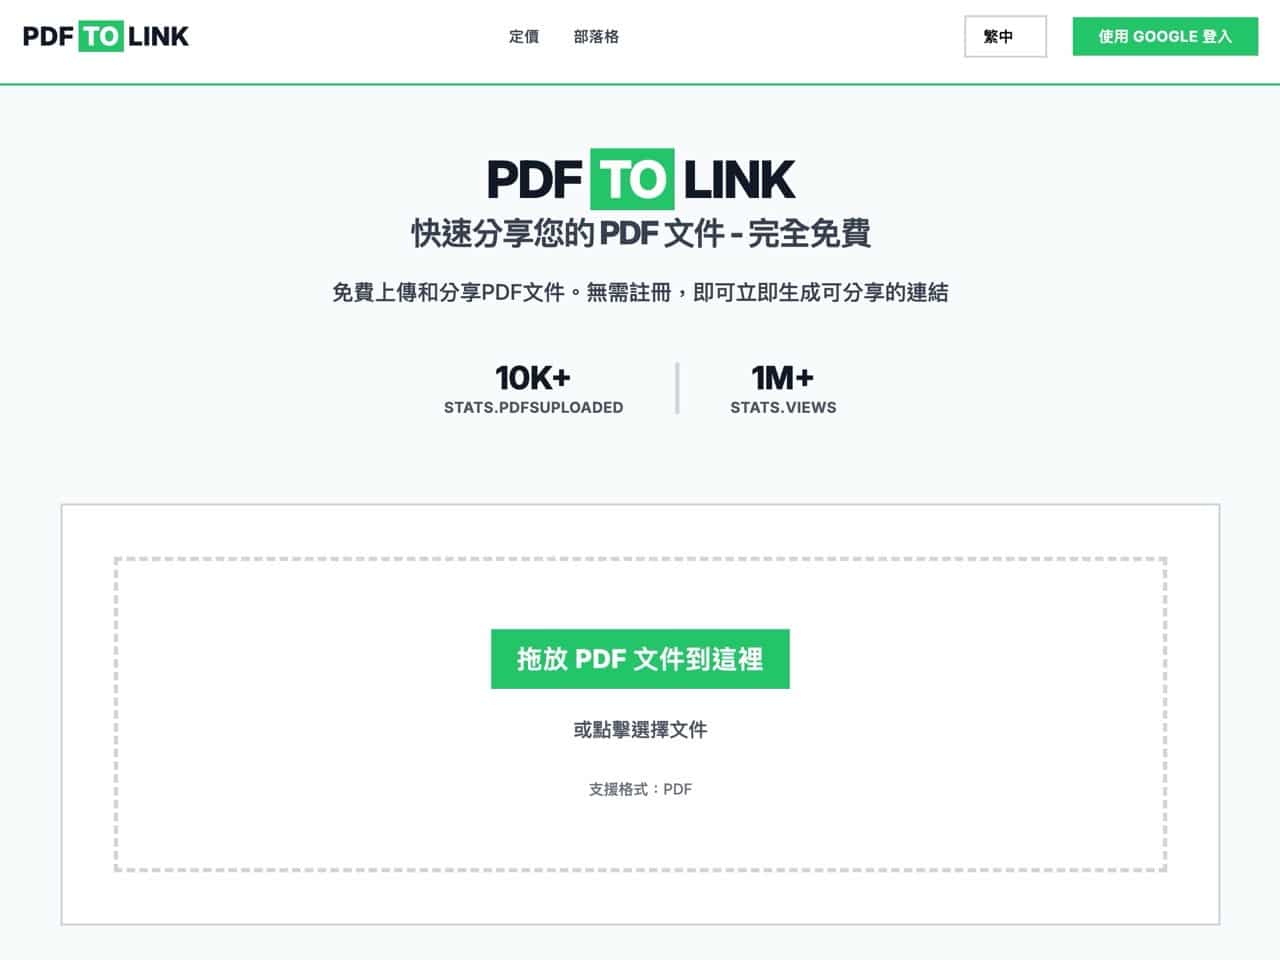 PDF TO LINK
定價
部落格
繁中
使用 GOOGLE 登入
PDF TO LINK
快速分享您的 PDF 文件 - 完全免費
免費上傳和分享PDF文件。無需註冊，即可立即生成可分享的連結
10K+
STATS.PDFSUPLOADED
1M+
STATS.VIEWS
拖放 PDF 文件到這裡
或點擊選擇文件
支援格式：PDF